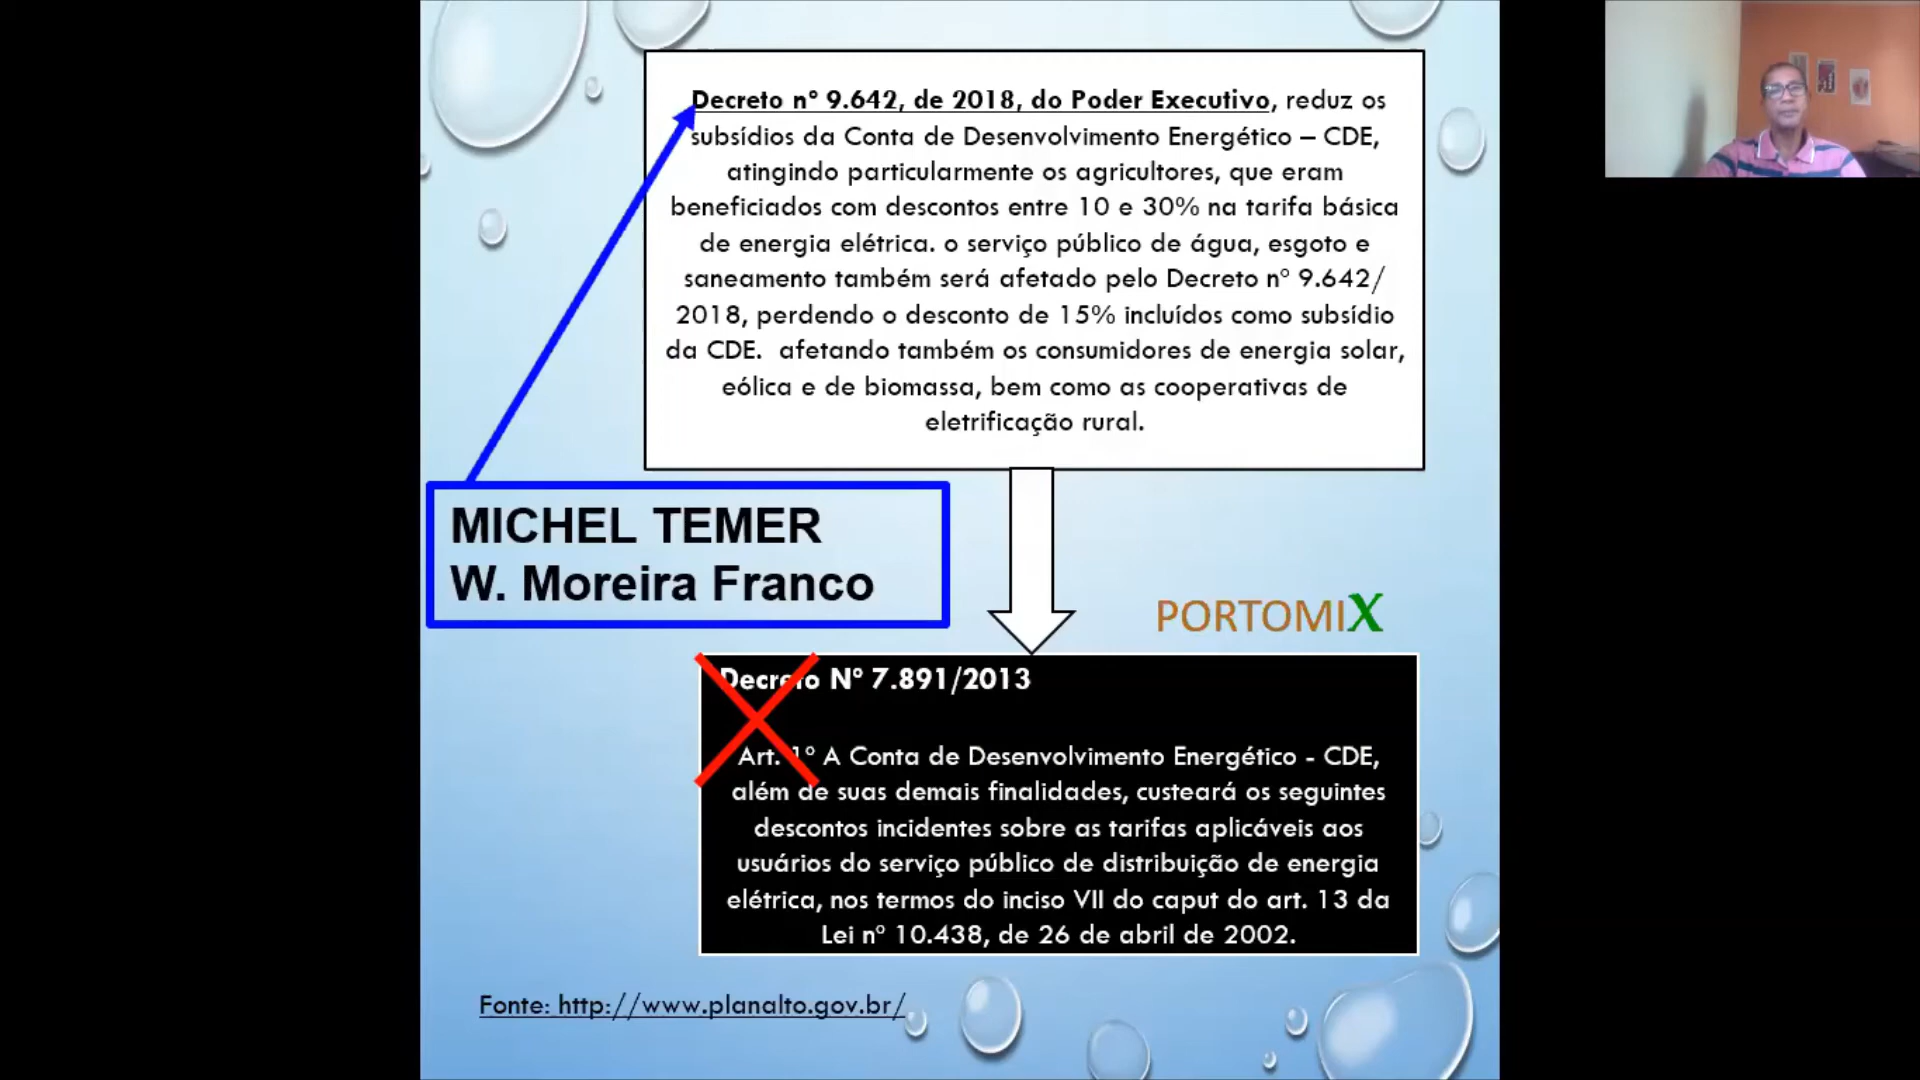 Decreto nº 9.642, de 2018, do Poder Executivo, reduz os
subsídios da Conta de Desenvolvimento Energético – CDE,
atingindo particularmente os agricultores, que eram
beneficiados com descontos entre 10 e 30% na tarifa básica
de energia elétrica. o serviço público de água, esgoto e
saneamento também será afetado pelo Decreto nº 9.642/
2018, perdendo o desconto de 15% incluídos como subsídio
da CDE. afetando também os consumidores de energia solar,
eólica e de biomassa, bem como as cooperativas de
eletrificação rural.
MICHEL TEMER
W. Moreira Franco
PORTOMIX
Decreto Nº 7.891/2013
Art. 1º A Conta de Desenvolvimento Energético - CDE,
além de suas demais finalidades, custeará os seguintes
descontos incidentes sobre as tarifas aplicáveis aos
usuários do serviço público de distribuição de energia
elétrica, nos termos do inciso VII do caput do art. 13 da
Lei nº 10.438, de 26 de abril de 2002.
Fonte: http://www.planalto.gov.br/